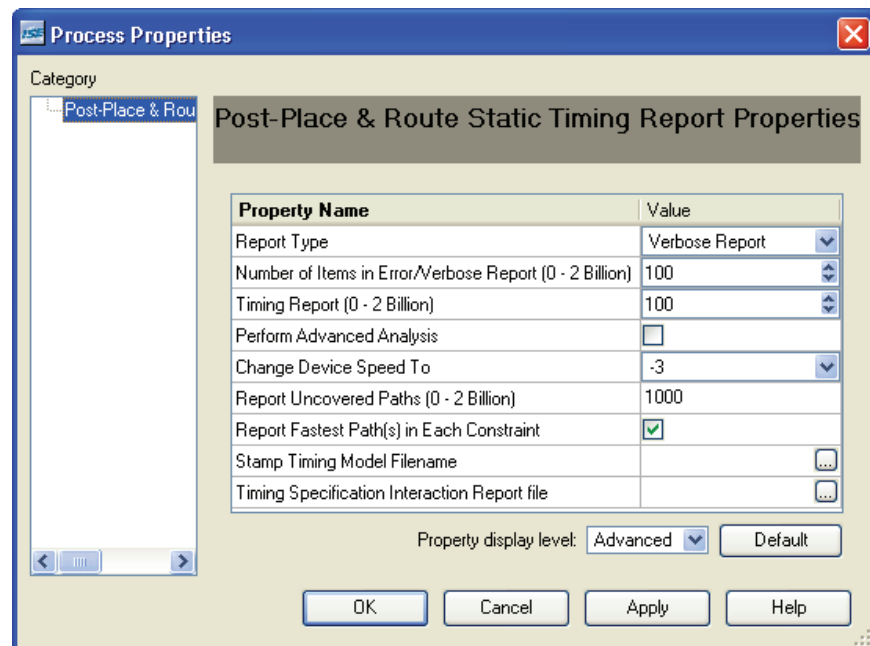 ISE Process Properties
Category
Post-Place & Rou
Post-Place & Route Static Timing Report Properties
Property Name Value
Report Type Verbose Report
Number of Items in Error/Verbose Report (0 - 2 Billion) 100
Timing Report (0 - 2 Billion) 100
Perform Advanced Analysis
Change Device Speed To -3
Report Uncovered Paths (0 - 2 Billion) 1000
Report Fastest Path(s) in Each Constraint
Stamp Timing Model Filename ...
Timing Specification Interaction Report file ...
Property display level: Advanced Default
OK Cancel Apply Help